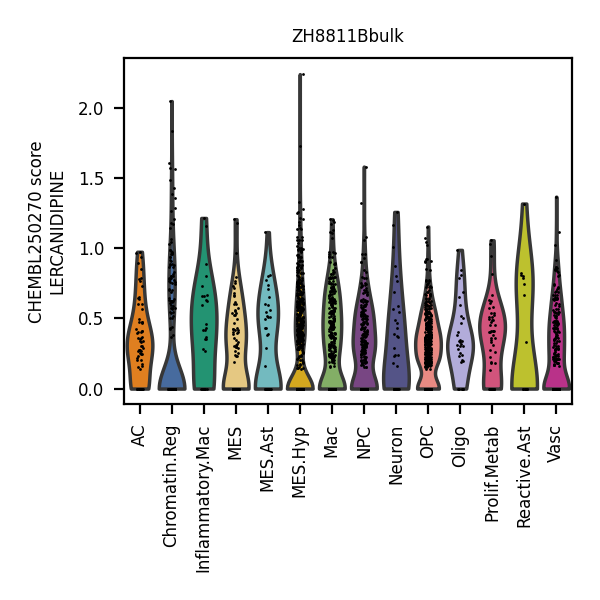 ZH8811Bbulk
CHEMBL250270 score
LERCANIDIPINE
2.0
1.5
1.0
0.5
0.0
AC
Chromatin.Reg
Inflammatory.Mac
MES
MES.Ast
MES.Hyp
Mac
NPC
Neuron
OPC
Oligo
Prolif.Metab
Reactive.Ast
Vasc